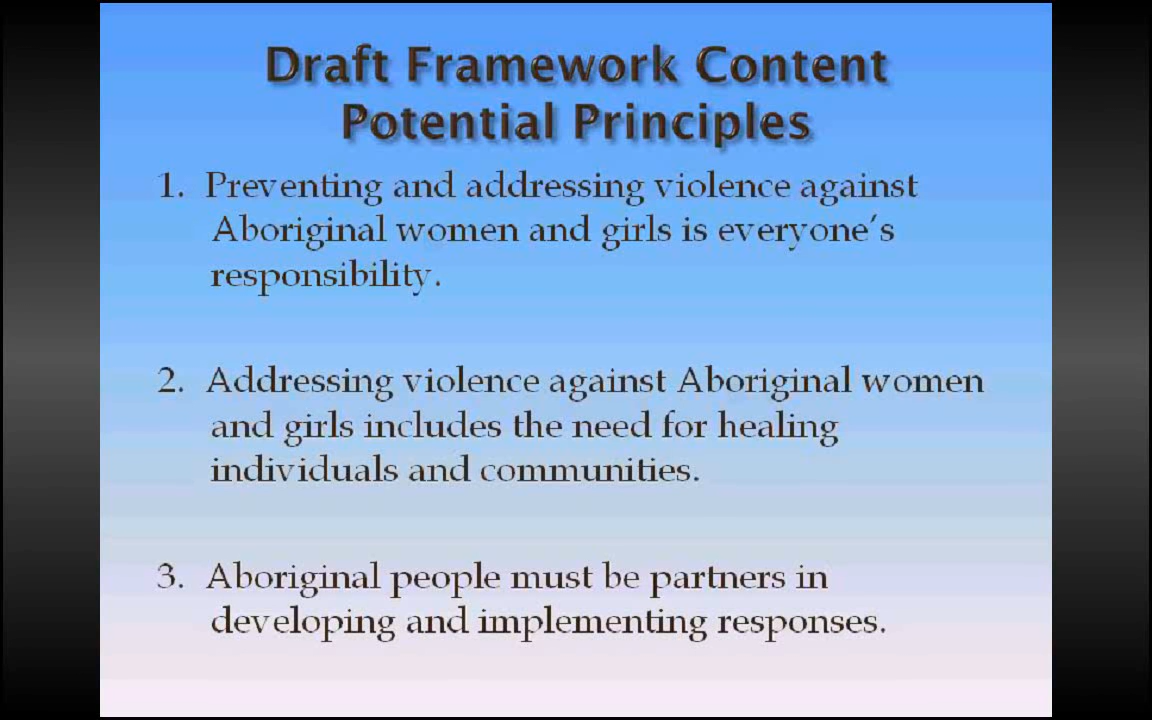 Draft Framework Content
Potential Principles
1. Preventing and addressing violence against
Aboriginal women and girls is everyone's
responsibility.
2. Addressing violence against Aboriginal women
and girls includes the need for healing
individuals and communities.
3. Aboriginal people must be partners in
developing and implementing responses.